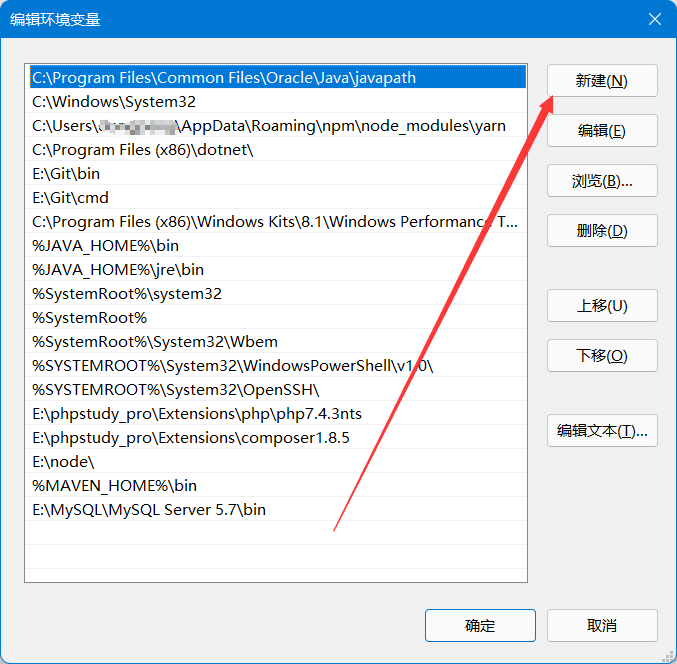 编辑环境变量
C:\Program Files\Common Files\Oracle\Java\javapath
新建(N)
C:\Windows\System32
C:\Users\ \AppData\Roaming\npm\node_modules\yarn
编辑(E)
C:\Program Files (x86)\dotnet\
E:\Git\bin
浏览(B)...
E:\Git\cmd
C:\Program Files (x86)\Windows Kits\8.1\Windows Performance T...
删除(D)
%JAVA_HOME%\bin
%JAVA_HOME%\jre\bin
%SystemRoot%\system32
上移(U)
%SystemRoot%
%SystemRoot%\System32\Wbem
下移(O)
%SYSTEMROOT%\System32\WindowsPowerShell\v1.0\
%SYSTEMROOT%\System32\OpenSSH\
E:\phpstudy_pro\Extensions\php\php7.4.3nts
E:\phpstudy_pro\Extensions\composer1.8.5
编辑文本(T)...
E:\node\
%MAVEN_HOME%\bin
E:\MySQL\MySQL Server 5.7\bin
确定
取消